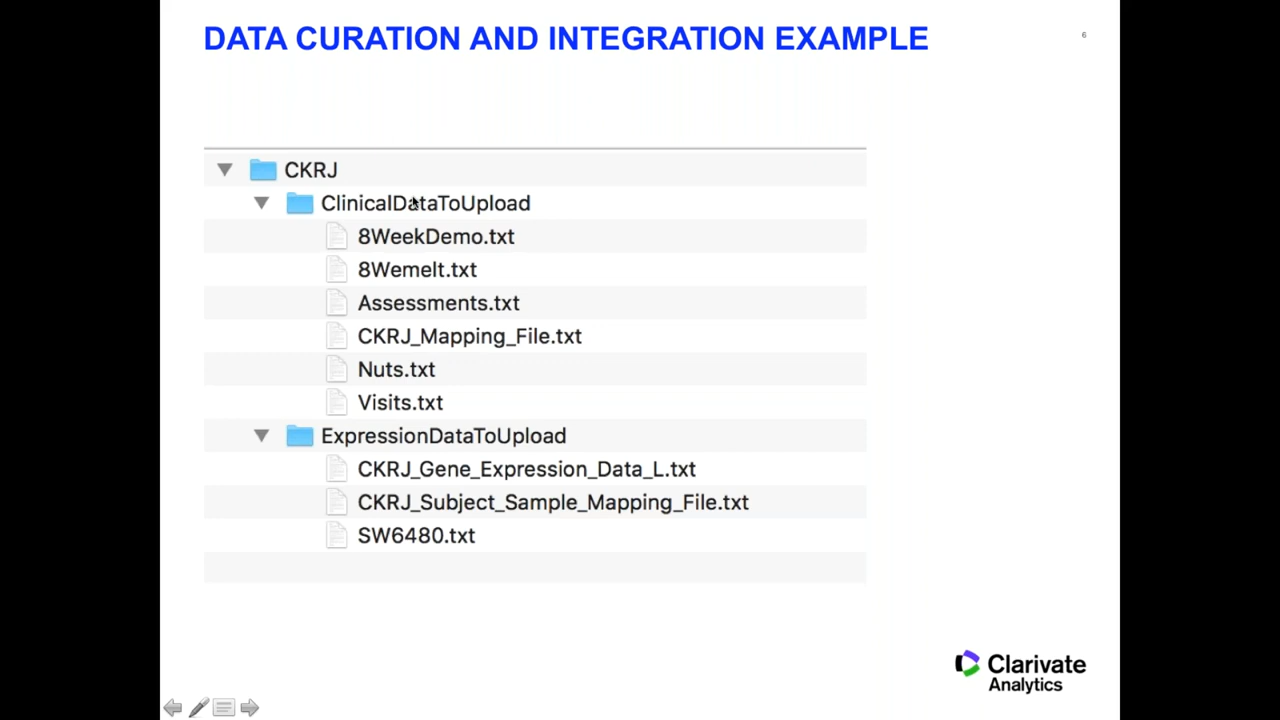 DATA CURATION AND INTEGRATION EXAMPLE
6
CKRJ
ClinicalDataToUpload
8WeekDemo.txt
8Wemelt.txt
Assessments.txt
CKRJ_Mapping_File.txt
Nuts.txt
Visits.txt
ExpressionDataToUpload
CKRJ_Gene_Expression_Data_L.txt
CKRJ_Subject_Sample_Mapping_File.txt
SW6480.txt
Clarivate
Analytics